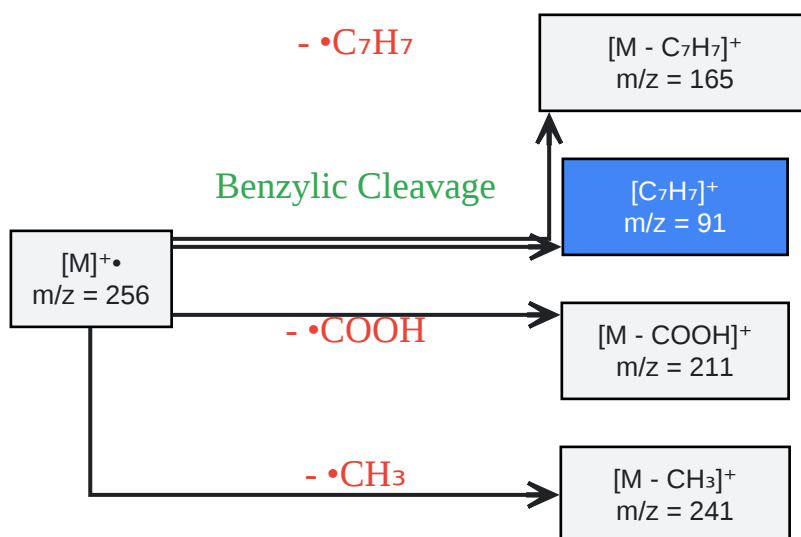 - •C₇H₇
[M - C₇H₇]⁺
m/z = 165
Benzylic Cleavage
[C₇H₇]⁺
m/z = 91
[M]⁺•
m/z = 256
- •COOH
[M - COOH]⁺
m/z = 211
- •CH₃
[M - CH₃]⁺
m/z = 241